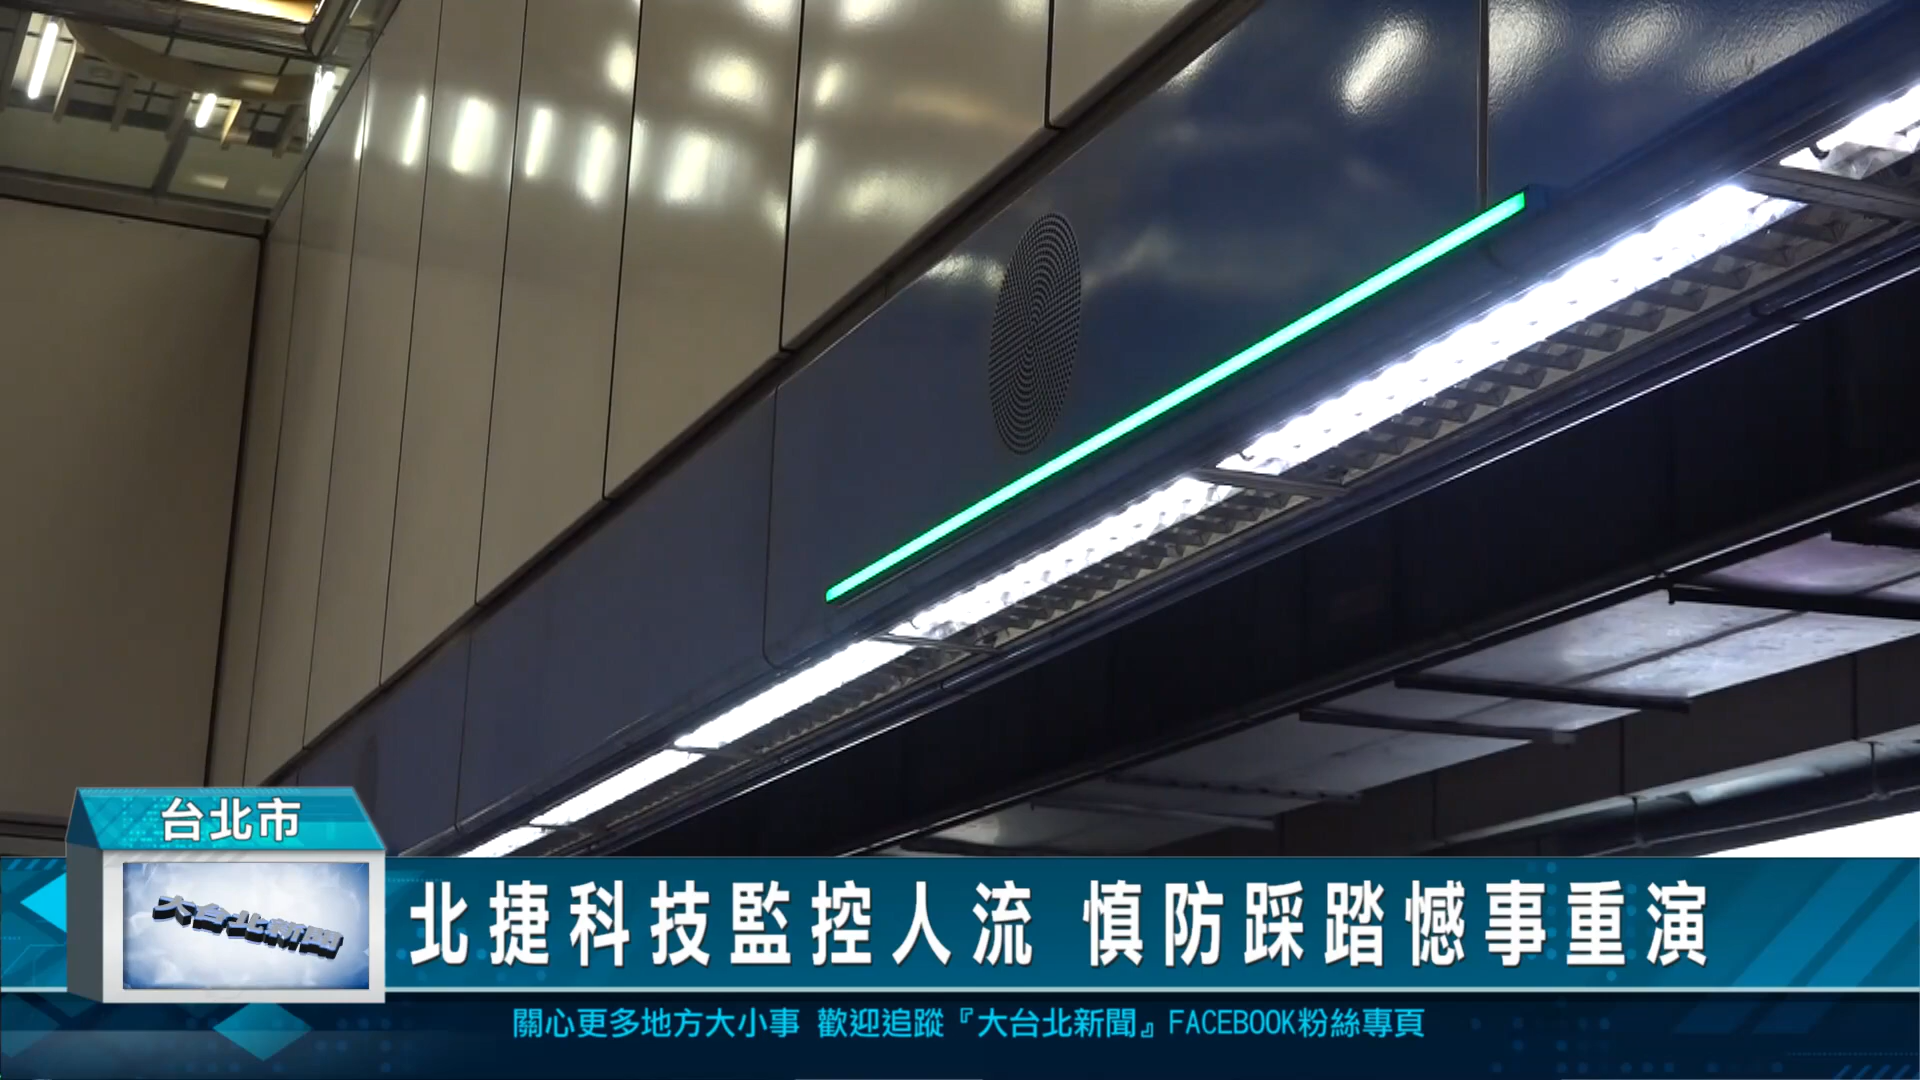 台北市
大台北新聞
北捷科技監控人流 慎防踩踏憾事重演
關心更多地方大小事 歡迎追蹤『大台北新聞』FACEBOOK粉絲專頁